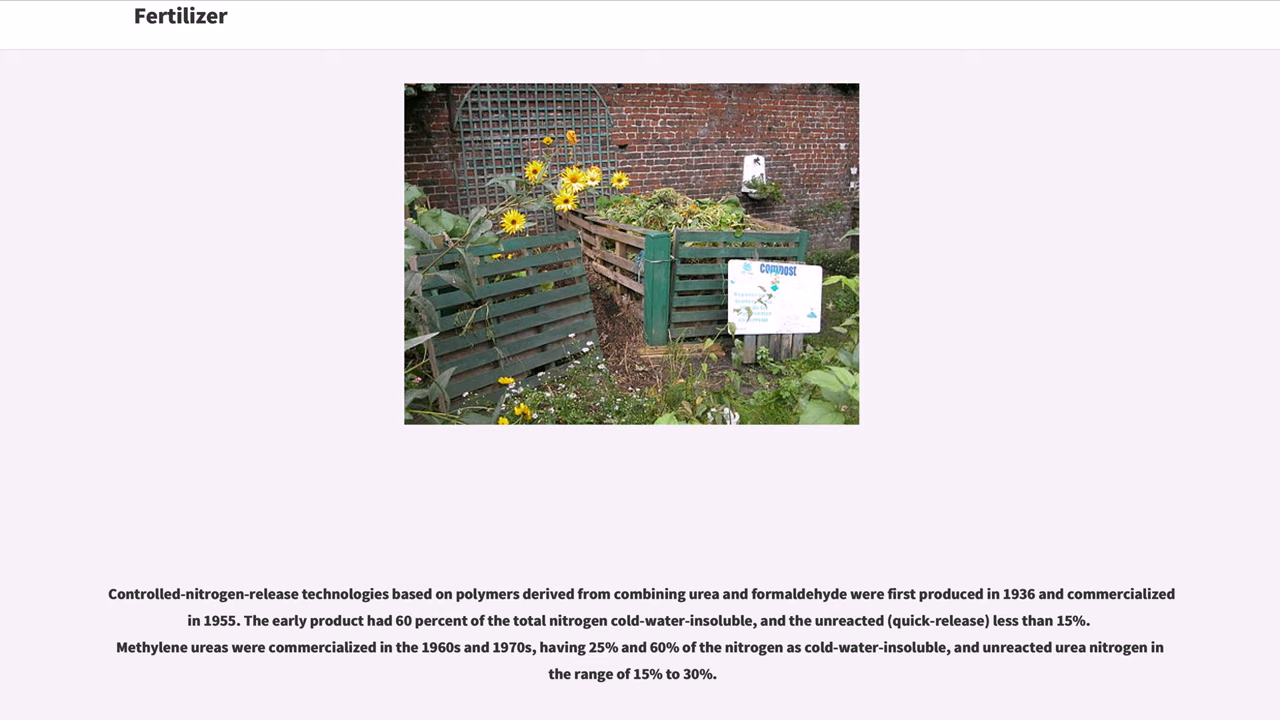 Fertilizer
compost
Controlled-nitrogen-release technologies based on polymers derived from combining urea and formaldehyde were first produced in 1936 and commercialized
in 1955. The early product had 60 percent of the total nitrogen cold-water-insoluble, and the unreacted (quick-release) less than 15%.
Methylene ureas were commercialized in the 1960s and 1970s, having 25% and 60% of the nitrogen as cold-water-insoluble, and unreacted urea nitrogen in
the range of 15% to 30%.